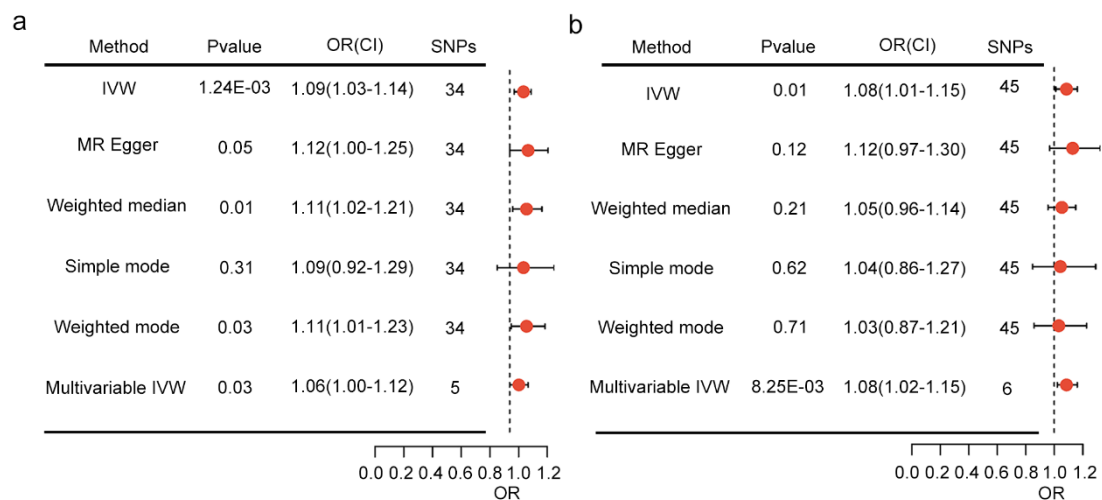 a
Method Pvalue OR(CI) SNPs
IVW 1.24E-03 1.09(1.03-1.14) 34
MR Egger 0.05 1.12(1.00-1.25) 34
Weighted median 0.01 1.11(1.02-1.21) 34
Simple mode 0.31 1.09(0.92-1.29) 34
Weighted mode 0.03 1.11(1.01-1.23) 34
Multivariable IVW 0.03 1.06(1.00-1.12) 5
0.0 0.2 0.4 0.6 0.8 1.0 1.2
OR
b
Method Pvalue OR(CI) SNPs
IVW 0.01 1.08(1.01-1.15) 45
MR Egger 0.12 1.12(0.97-1.30) 45
Weighted median 0.21 1.05(0.96-1.14) 45
Simple mode 0.62 1.04(0.86-1.27) 45
Weighted mode 0.71 1.03(0.87-1.21) 45
Multivariable IVW 8.25E-03 1.08(1.02-1.15) 6
0.0 0.2 0.4 0.6 0.8 1.0 1.2
OR